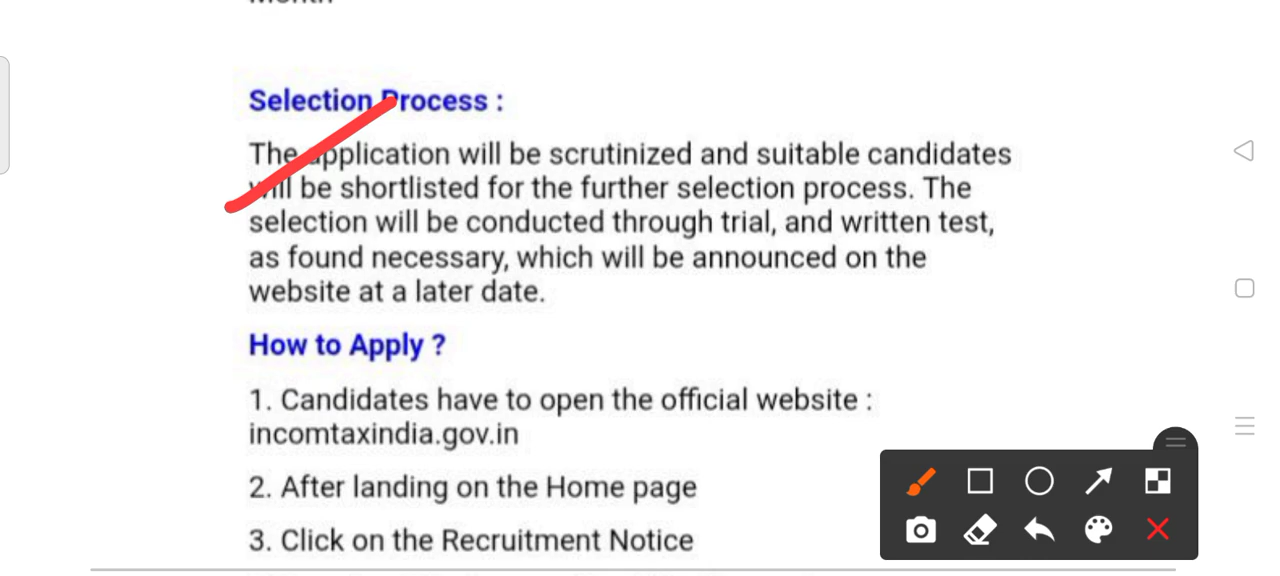 Selection Process :
The application will be scrutinized and suitable candidates
will be shortlisted for the further selection process. The
selection will be conducted through trial, and written test,
as found necessary, which will be announced on the
website at a later date.
How to Apply ?
1. Candidates have to open the official website :
incomtaxindia.gov.in
2. After landing on the Home page
3. Click on the Recruitment Notice